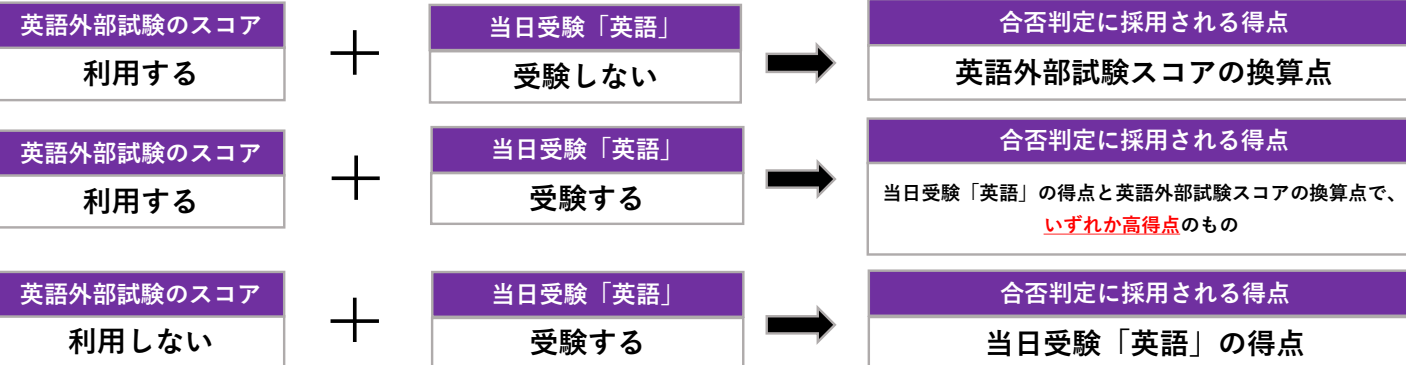 英語外部試験のスコア
利用する
＋
当日受験「英語」
受験しない
合否判定に採用される得点
英語外部試験スコアの換算点
英語外部試験のスコア
利用する
＋
当日受験「英語」
受験する
合否判定に採用される得点
当日受験「英語」の得点と英語外部試験スコアの換算点で、
いずれか高得点のもの
英語外部試験のスコア
利用しない
＋
当日受験「英語」
受験する
合否判定に採用される得点
当日受験「英語」の得点